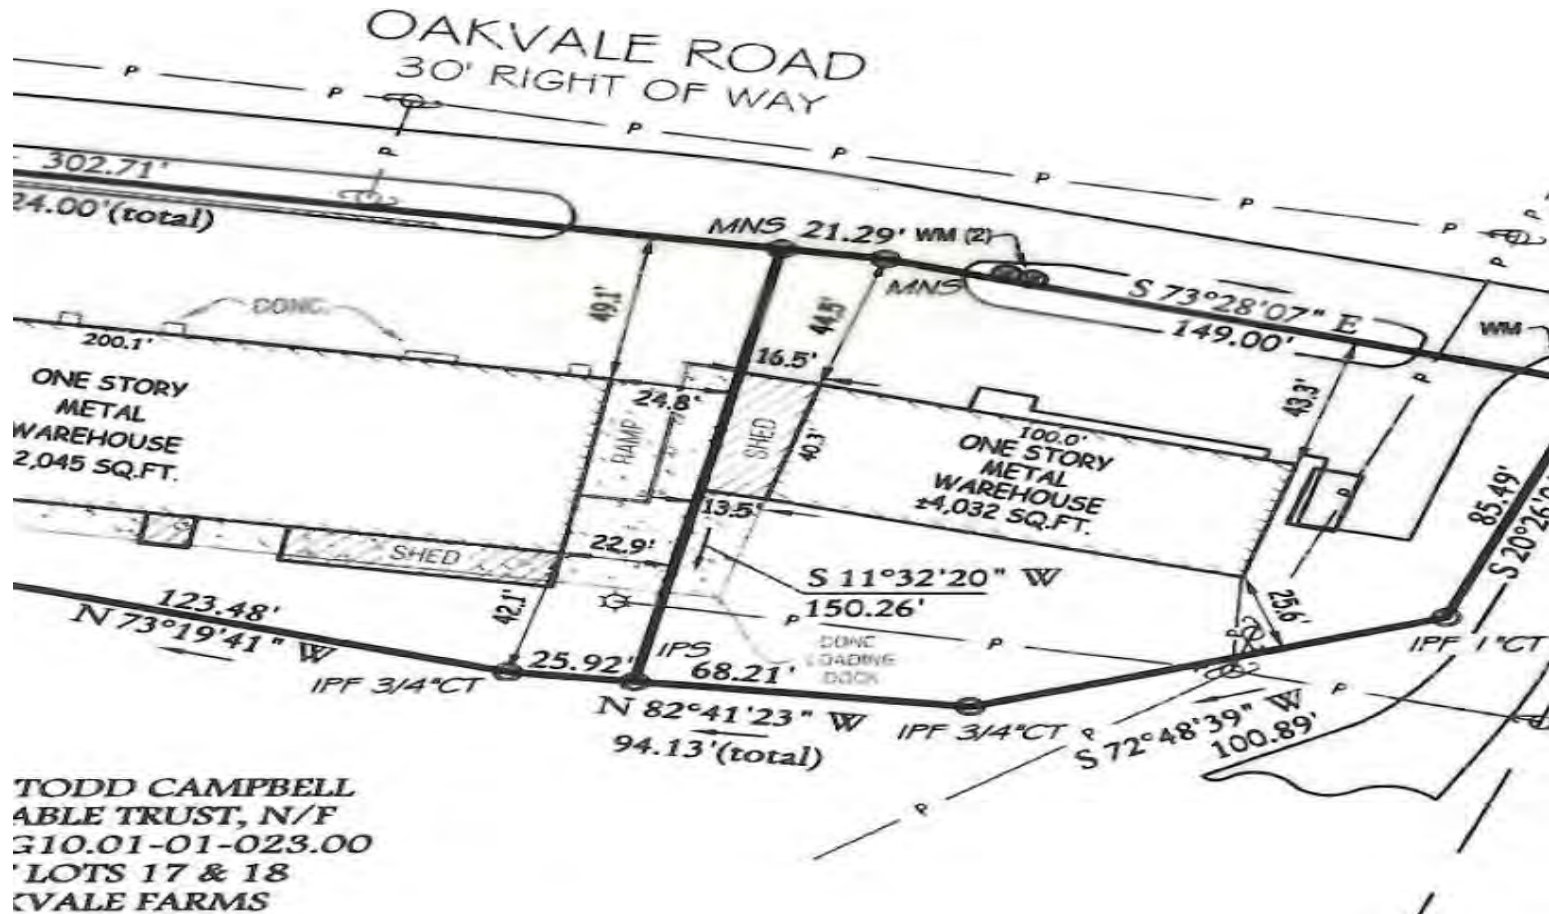 OAKVALE ROAD
30' RIGHT OF WAY
P
P
P
P
P
P
P
P
P
302.71'
24.00'(total)
MNS 21.29' WM (2)
MNS
S 73°28'07" E
149.00'
WM
CONC.
200.1'
49.1'
44.5'
16.5'
43.3'
P
ONE STORY
METAL
WAREHOUSE
2,045 SQ.FT.
24.8'
RAMP
SHED
40.3'
100.0'
ONE STORY
METAL
WAREHOUSE
±4,032 SQ.FT.
P
85.49'
S 20°26'0
13.5'
SHED
22.9'
S 11°32'20" W
150.26'
42.1'
25.6'
123.48'
N 73°19'41" W
P
P
CONC
LOADING
DOCK
IPS
25.92'
68.21'
IPF 3/4"CT
IPF 1"CT
N 82°41'23" W
94.13'(total)
IPF 3/4"CT
P
P
S 72°48'39" W
100.89'
P
TODD CAMPBELL
ABLE TRUST, N/F
G10.01-01-023.00
LOTS 17 & 18
KVALE FARMS